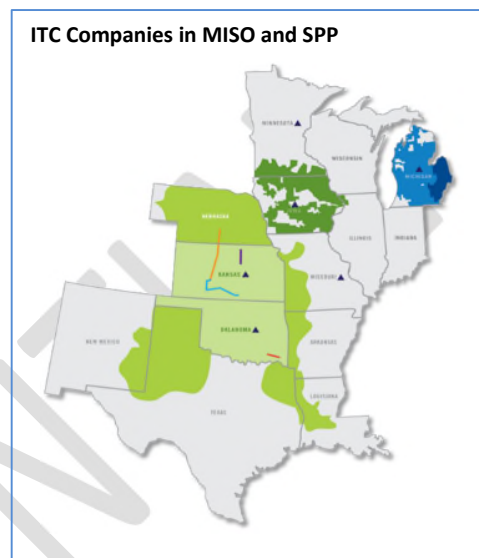 ITC Companies in MISO and SPP
MINNESOTA
WISCONSIN
MICHIGAN
NEBRASKA
ILLINOIS
INDIANA
KANSAS
MISSOURI
OKLAHOMA
NEW MEXICO
ARKANSAS
TEXAS
LOUISIANA